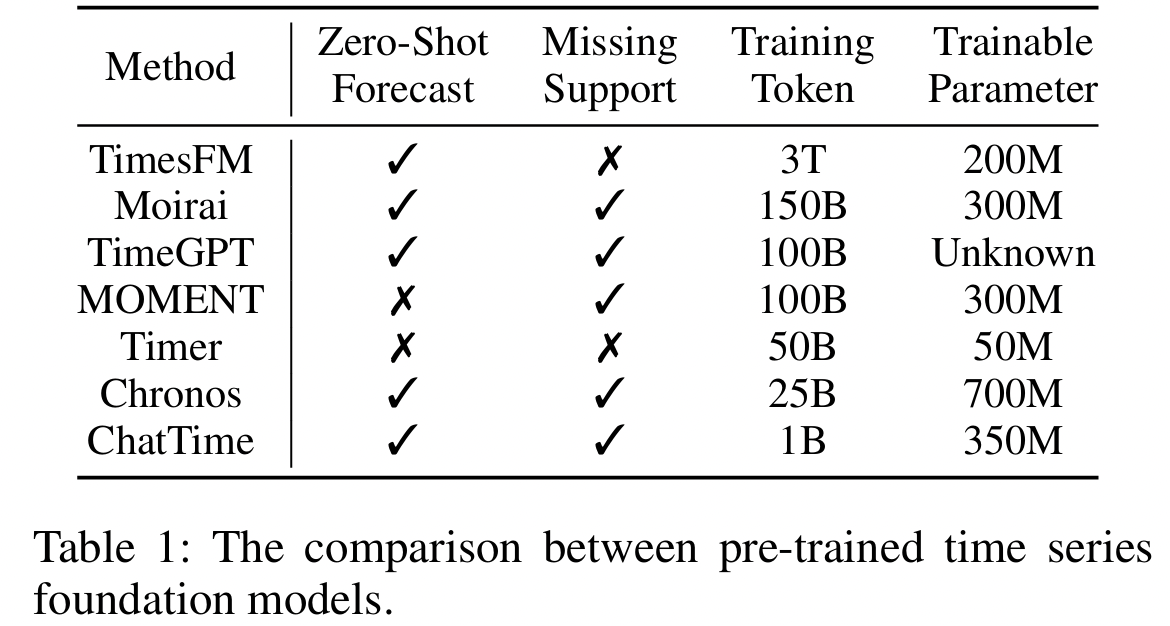 Method Zero-Shot Forecast Missing Support Training Token Trainable Parameter
TimesFM ✓ ✗ 3T 200M
Moirai ✓ ✓ 150B 300M
TimeGPT ✓ ✓ 100B Unknown
MOMENT ✗ ✓ 100B 300M
Timer ✗ ✗ 50B 50M
Chronos ✓ ✓ 25B 700M
ChatTime ✓ ✓ 1B 350M
Table 1: The comparison between pre-trained time series
foundation models.